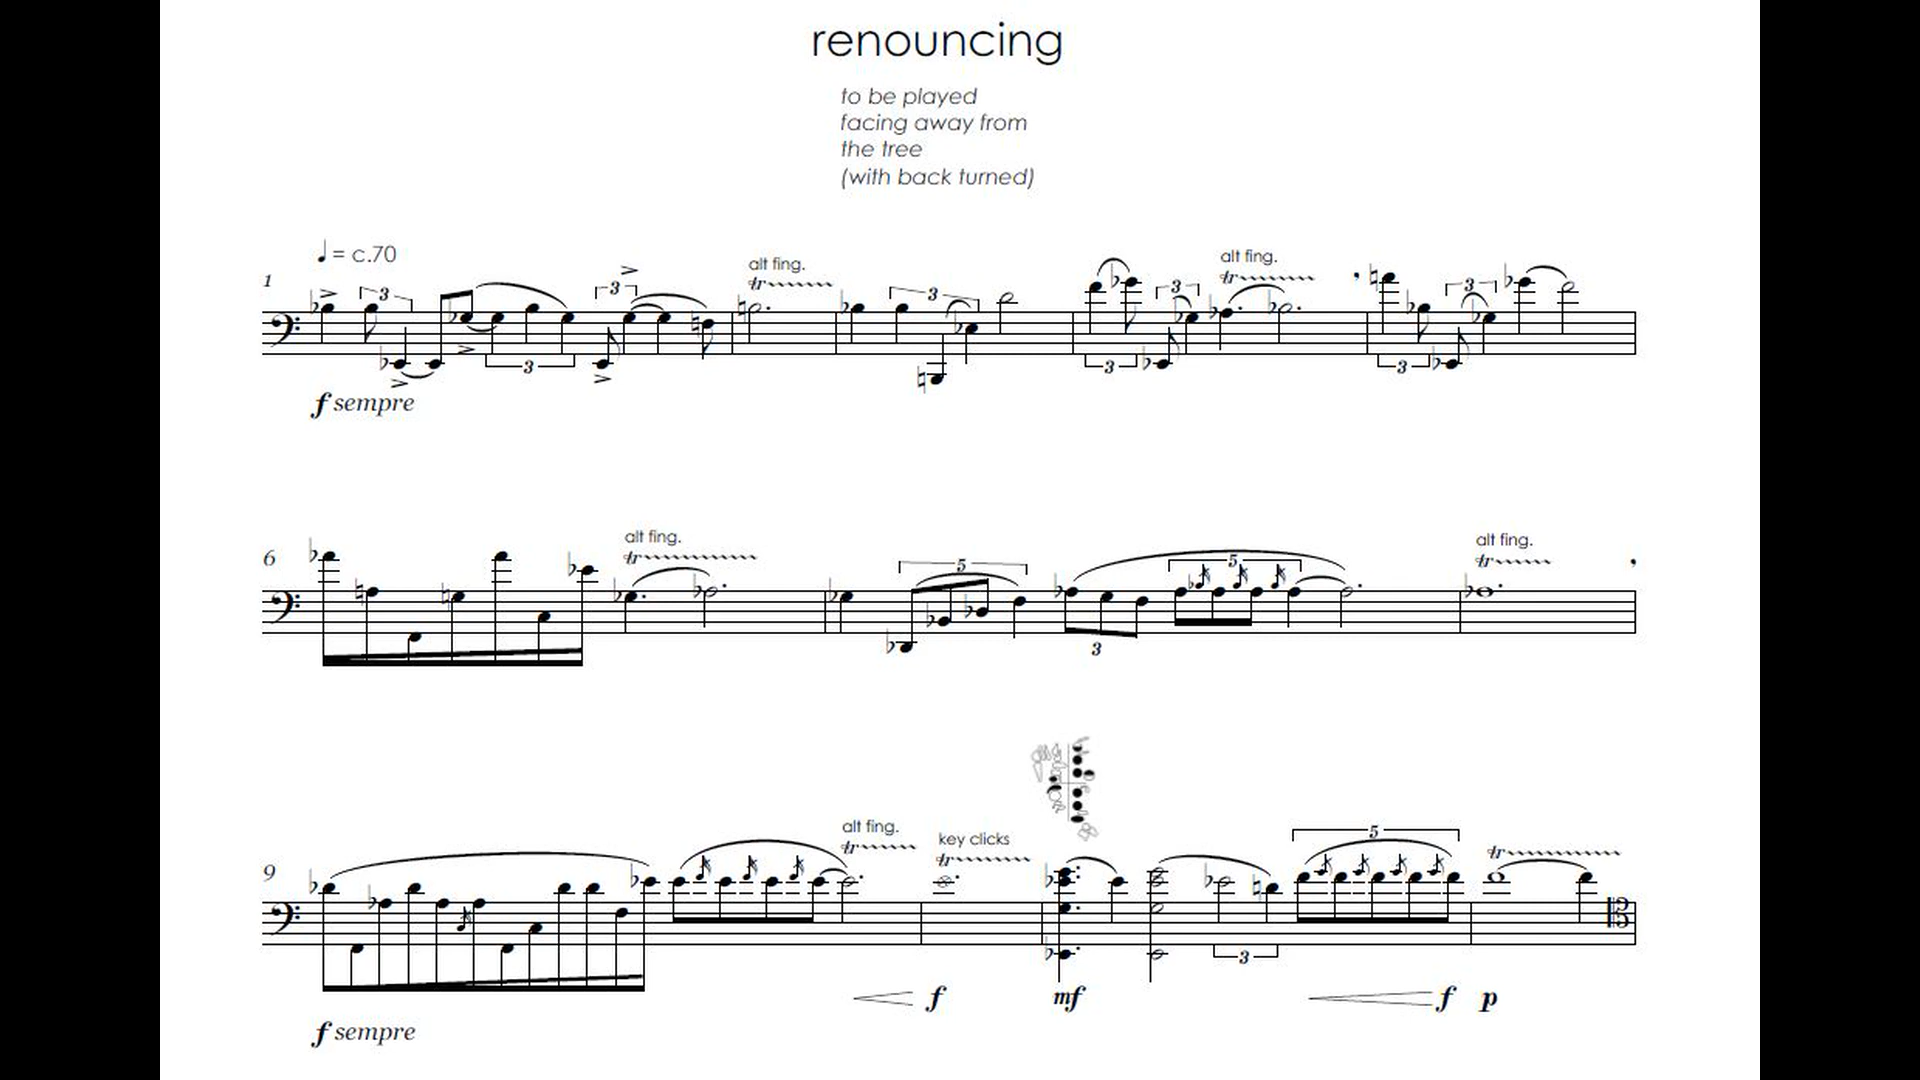 renouncing
to be played
facing away from
the tree
(with back turned)
♩ = c.70
1
3
3
alt fing.
tr
3
3
alt fing.
tr
3
3
3
3
f sempre
6
alt fing.
tr
5
5
alt fing.
tr
3
9
alt fing.
tr
key clicks
tr
5
tr
3
f
mf
f
p
f sempre